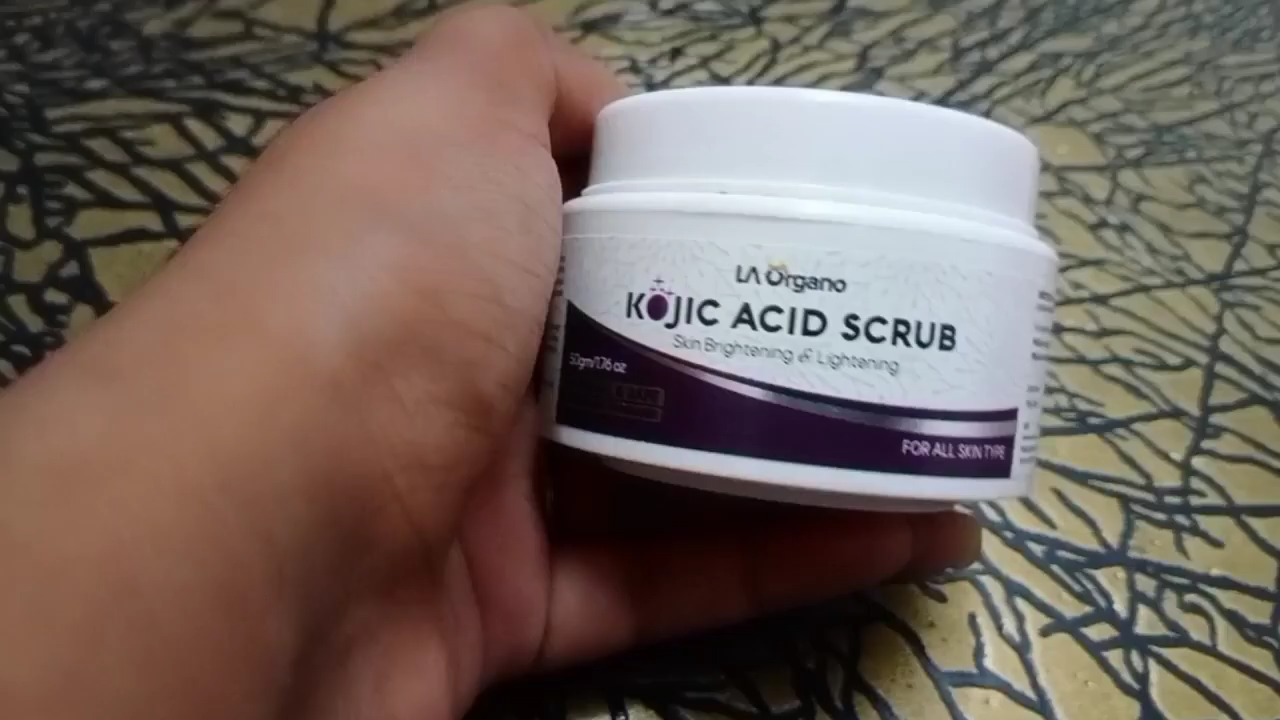 LA Organo
KOJIC ACID SCRUB
Skin Brightening & Lightening
50gm/1.76 oz
FOR ALL SKIN TYPE